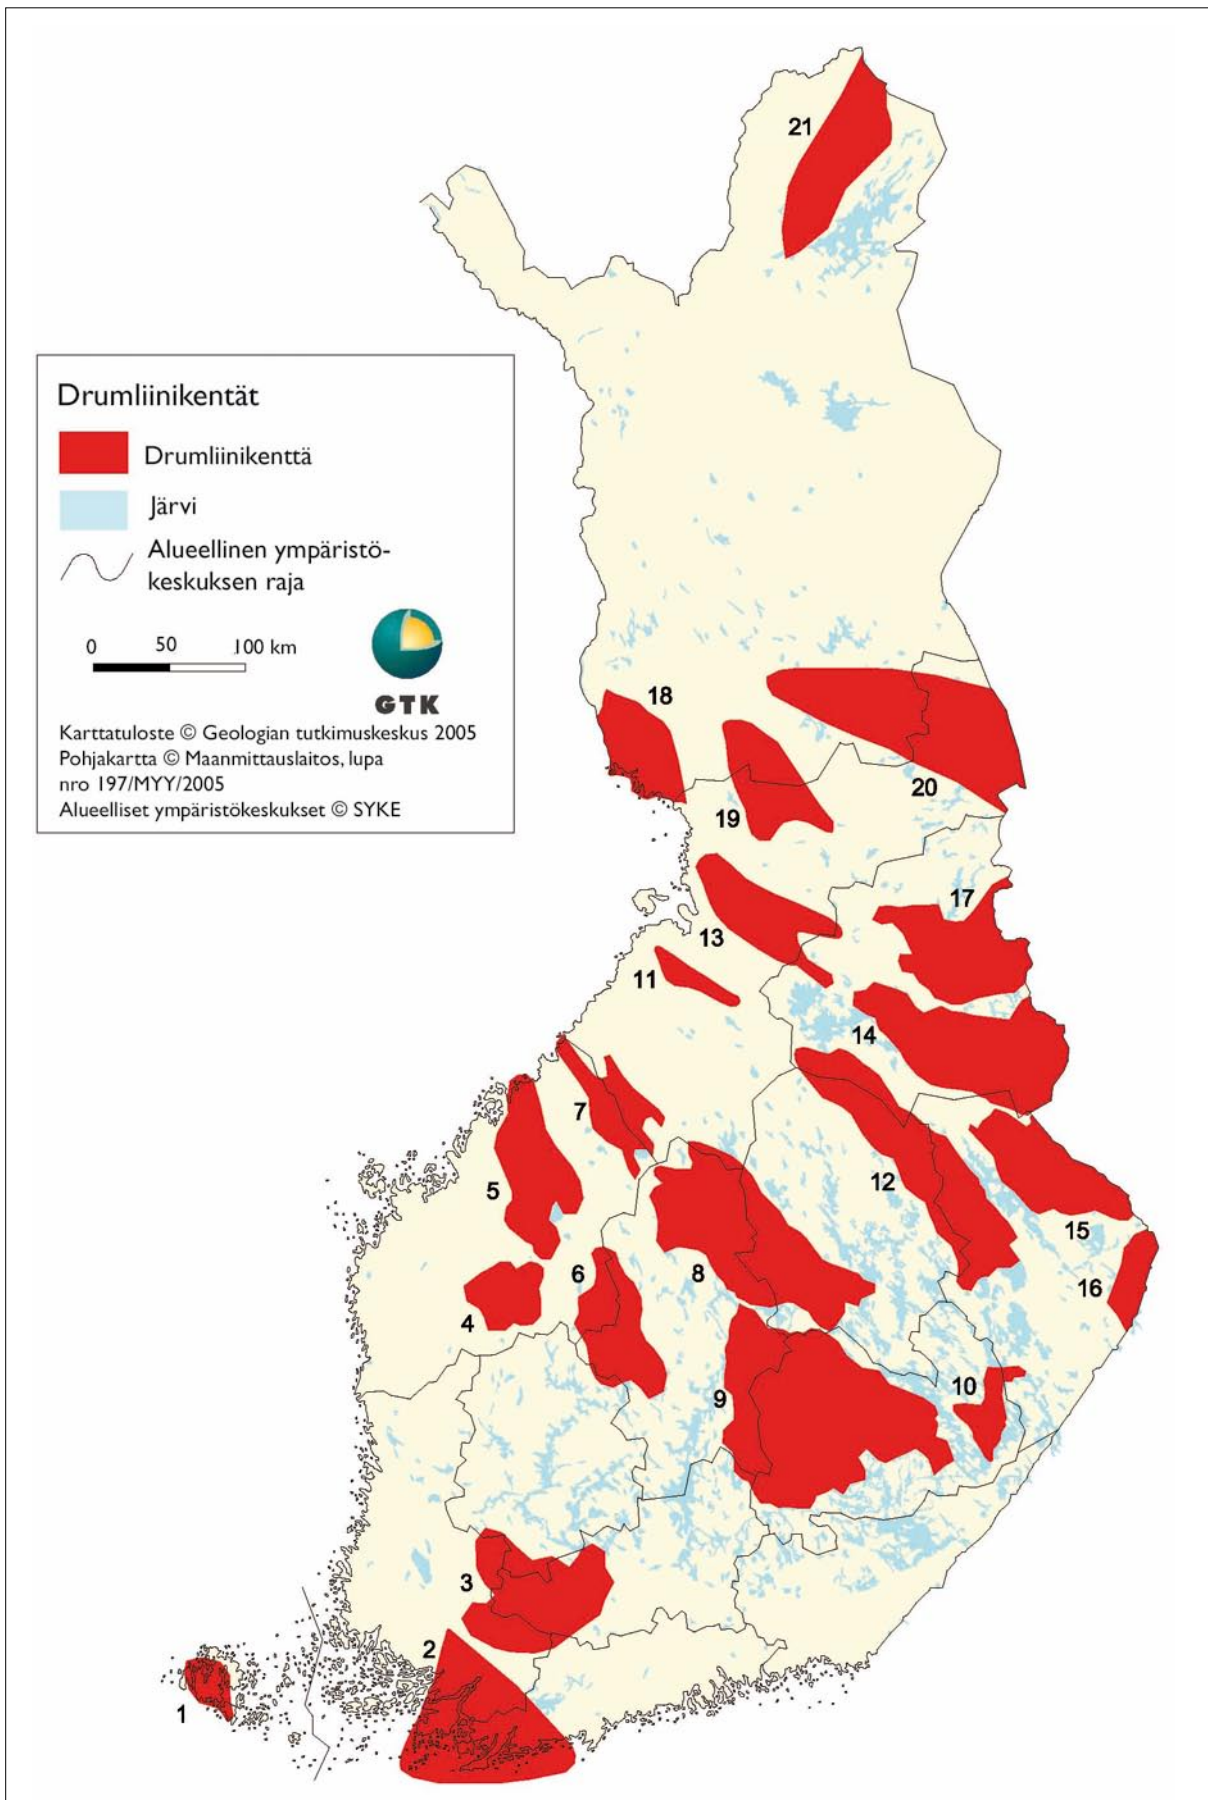 Drumliinikentät
Drumliinikenttä
Järvi
Alueellinen ympäristö-
keskuksen raja
0 50 100 km
GTK
Karttatuloste © Geologian tutkimuskeskus 2005
Pohjakartta © Maanmittauslaitos, lupa
nro 197/MYY/2005
Alueelliset ympäristökeskukset © SYKE
21
18
20
19
17
13
11
14
7
12
5
15
6
8
16
4
10
9
3
2
1